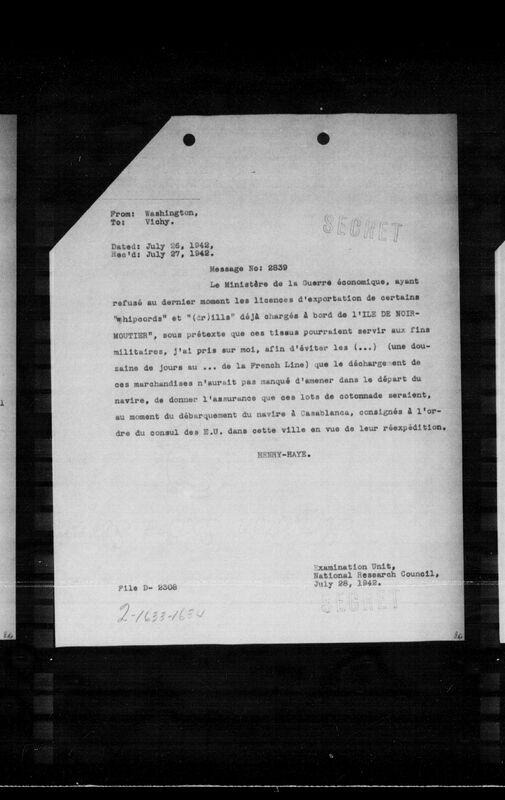 From: Washington,
To: Vichy.
SECRET
Dated: July 26, 1942.
Rec'd: July 27, 1942.
Message No: 2839
Le Ministère de la Guerre économique, ayant
refusé au dernier moment les licences d'exportation de certains
"whipcords" et "(dr)ills" déjà chargés à bord de l'ILE DE NOIR-
MOUTIER", sous prétexte que ces tissus pourraient servir aux fins
militaires, j'ai pris sur moi, afin d'éviter les (...) (une dou-
zaine de jours au ... de la French Line) que le déchargement de
ces marchandises n'aurait pas manqué d'amener dans le départ du
navire, de donner l'assurance que ces lots de cotonnade seraient,
au moment du débarquement du navire à Casablanca, consignés à l'or-
dre du consul des E.U. dans cette ville en vue de leur réexpédition.
HENRY-HAYE.
Examination Unit,
National Research Council,
July 28, 1942.
File D- 2308
SECRET
2-1633-1634